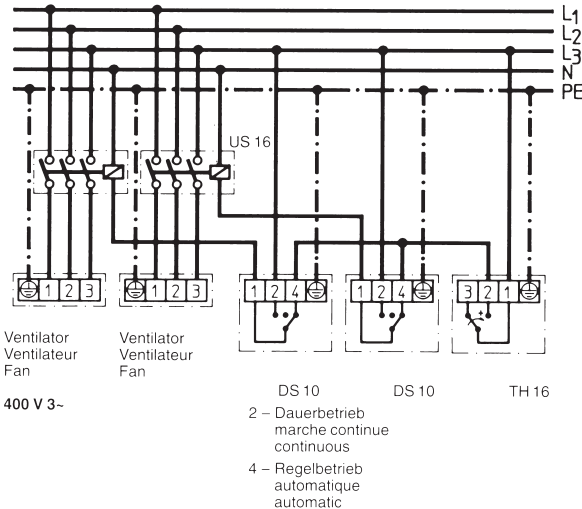 L1
L2
L3
N
PE
US 16
1 2 3
1 2 3
1 2 4
1 2 4
3 2 1
+
Ventilator
Ventilateur
Fan
400 V 3~
Ventilator
Ventilateur
Fan
DS 10
DS 10
TH 16
2 – Dauerbetrieb
marche continue
continuous
4 – Regelbetrieb
automatique
automatic